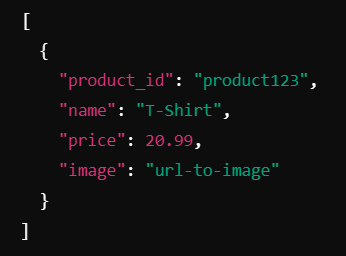 [
  {
    "product_id": "product123",
    "name": "T-Shirt",
    "price": 20.99,
    "image": "url-to-image"
  }
]